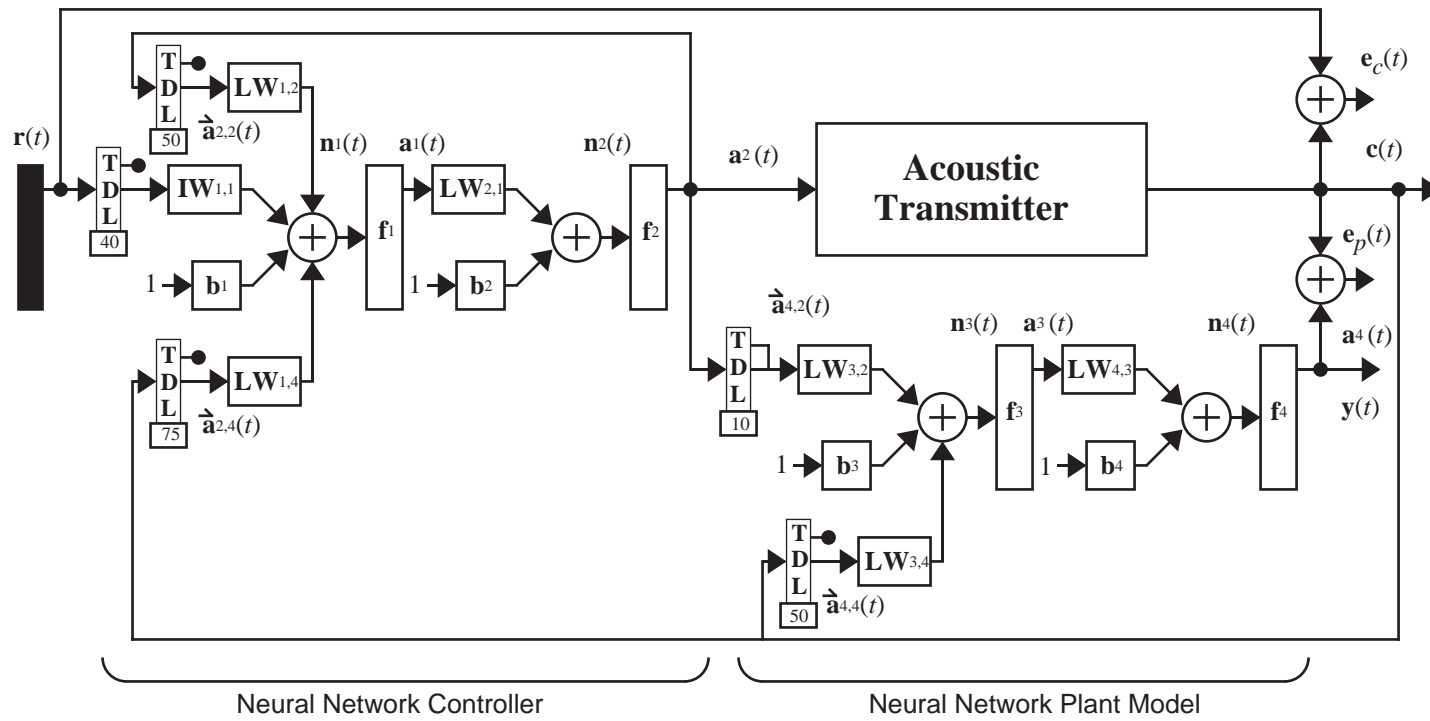 r(t)
T
D
L
50
LW1,2
a2,2(t)
T
D
L
40
IW1,1
1
b1
T
D
L
75
LW1,4
a2,4(t)
n1(t)
f1
a1(t)
LW2,1
1
b2
n2(t)
f2
a2(t)
Acoustic
Transmitter
ec(t)
c(t)
ep(t)
T
D
L
10
a4,2(t)
LW3,2
1
b3
T
D
L
50
LW3,4
a4,4(t)
n3(t)
f3
a3(t)
LW4,3
1
b4
n4(t)
f4
a4(t)
y(t)
Neural Network Controller
Neural Network Plant Model